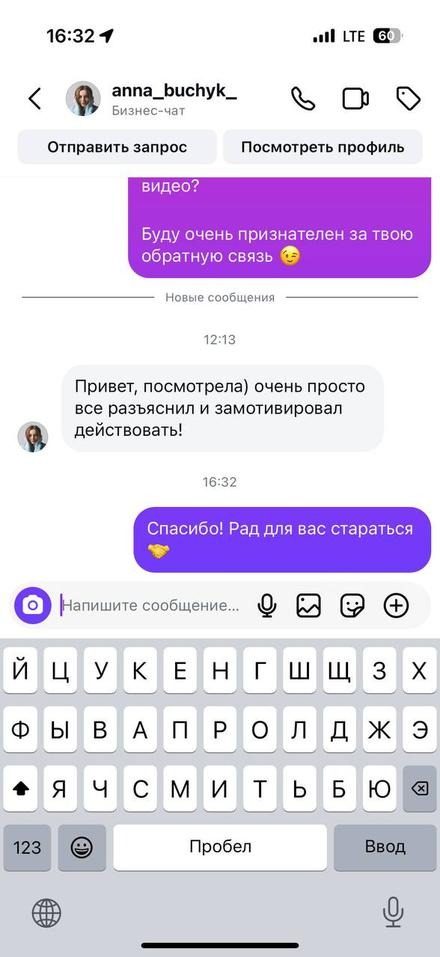 16:32
LTE
60
anna_buchyk_
Бизнес-чат
Отправить запрос
Посмотреть профиль
видео?
Буду очень признателен за твою
обратную связь 😉
Новые сообщения
12:13
Привет, посмотрела) очень просто
все разъяснил и замотивировал
действовать!
16:32
Спасибо! Рад для вас стараться
🤝
Напишите сообщение...
Й Ц У К Е Н Г Ш Щ З Х
Ф Ы В А П Р О Л Д Ж Э
Я Ч С М И Т Ь Б Ю
123
Пробел
Ввод